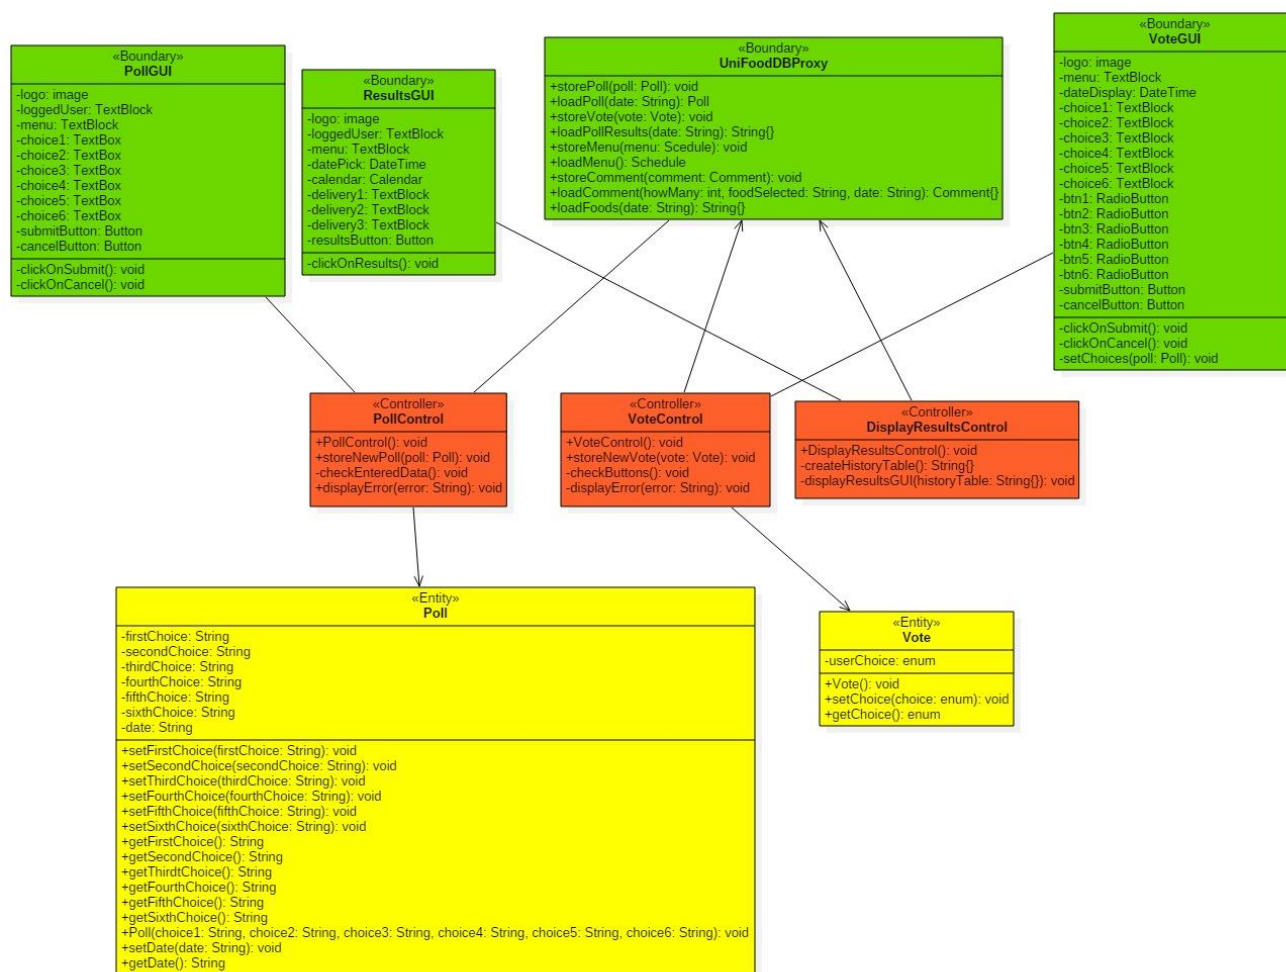 «Boundary»
PollGUI
-logo: image
-loggedUser: TextBlock
-menu: TextBlock
-choice1: TextBox
-choice2: TextBox
-choice3: TextBox
-choice4: TextBox
-choice5: TextBox
-choice6: TextBox
-submitButton: Button
-cancelButton: Button
-clickOnSubmit(): void
-clickOnCancel(): void
«Boundary»
ResultsGUI
-logo: image
-loggedUser: TextBlock
-menu: TextBlock
-datePick: DateTime
-calendar: Calendar
-delivery1: TextBlock
-delivery2: TextBlock
-delivery3: TextBlock
-resultsButton: Button
-clickOnResults(): void
«Boundary»
UniFoodDBProxy
+storePoll(poll: Poll): void
+loadPoll(date: String): Poll
+storeVote(vote: Vote): void
+loadPollResults(date: String): String{}
+storeMenu(menu: Scedule): void
+loadMenu(): Schedule
+storeComment(comment: Comment): void
+loadComment(howMany: int, foodSelected: String, date: String): Comment{}
+loadFoods(date: String): String{}
«Boundary»
VoteGUI
-logo: image
-menu: TextBlock
-dateDisplay: DateTime
-choice1: TextBlock
-choice2: TextBlock
-choice3: TextBlock
-choice4: TextBlock
-choice5: TextBlock
-choice6: TextBlock
-btn1: RadioButton
-btn2: RadioButton
-btn3: RadioButton
-btn4: RadioButton
-btn5: RadioButton
-btn6: RadioButton
-submitButton: Button
-cancelButton: Button
-clickOnSubmit(): void
-clickOnCancel(): void
-setChoices(poll: Poll): void
«Controller»
PollControl
+PollControl(): void
+storeNewPoll(poll: Poll): void
-checkEnteredData(): void
+displayError(error: String): void
«Controller»
VoteControl
+VoteControl(): void
+storeNewVote(vote: Vote): void
-checkButtons(): void
-displayError(error: String): void
«Controller»
DisplayResultsControl
+DisplayResultsControl(): void
-createHistoryTable(): String{}
-displayResultsGUI(historyTable: String{}): void
«Entity»
Poll
-firstChoice: String
-secondChoice: String
-thirdChoice: String
-fourthChoice: String
-fifthChoice: String
-sixthChoice: String
-date: String
+setFirstChoice(firstChoice: String): void
+setSecondChoice(secondChoice: String): void
+setThirdChoice(thirdChoice: String): void
+setFourthChoice(fourthChoice: String): void
+setFifthChoice(fifthChoice: String): void
+setSixthChoice(sixthChoice: String): void
+getFirstChoice(): String
+getSecondChoice(): String
+getThirdtChoice(): String
+getFourthChoice(): String
+getFifthChoice(): String
+getSixthChoice(): String
+Poll(choice1: String, choice2: String, choice3: String, choice4: String, choice5: String, choice6: String): void
+setDate(date: String): void
+getDate(): String
«Entity»
Vote
-userChoice: enum
+Vote(): void
+setChoice(choice: enum): void
+getChoice(): enum